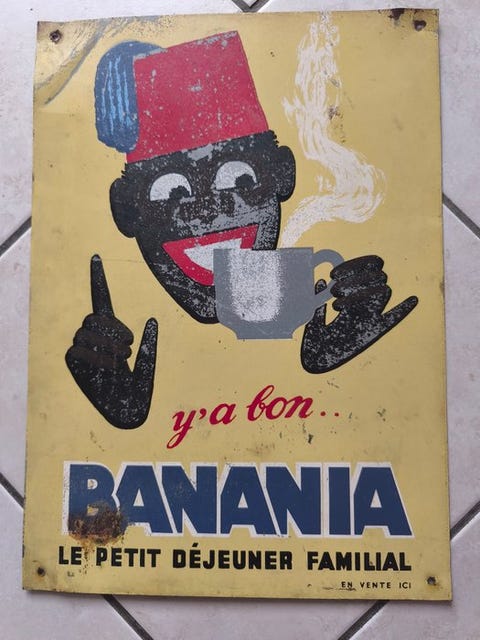 y'a bon..
BANANIA
LE PETIT DÉJEUNER FAMILIAL
EN VENTE ICI